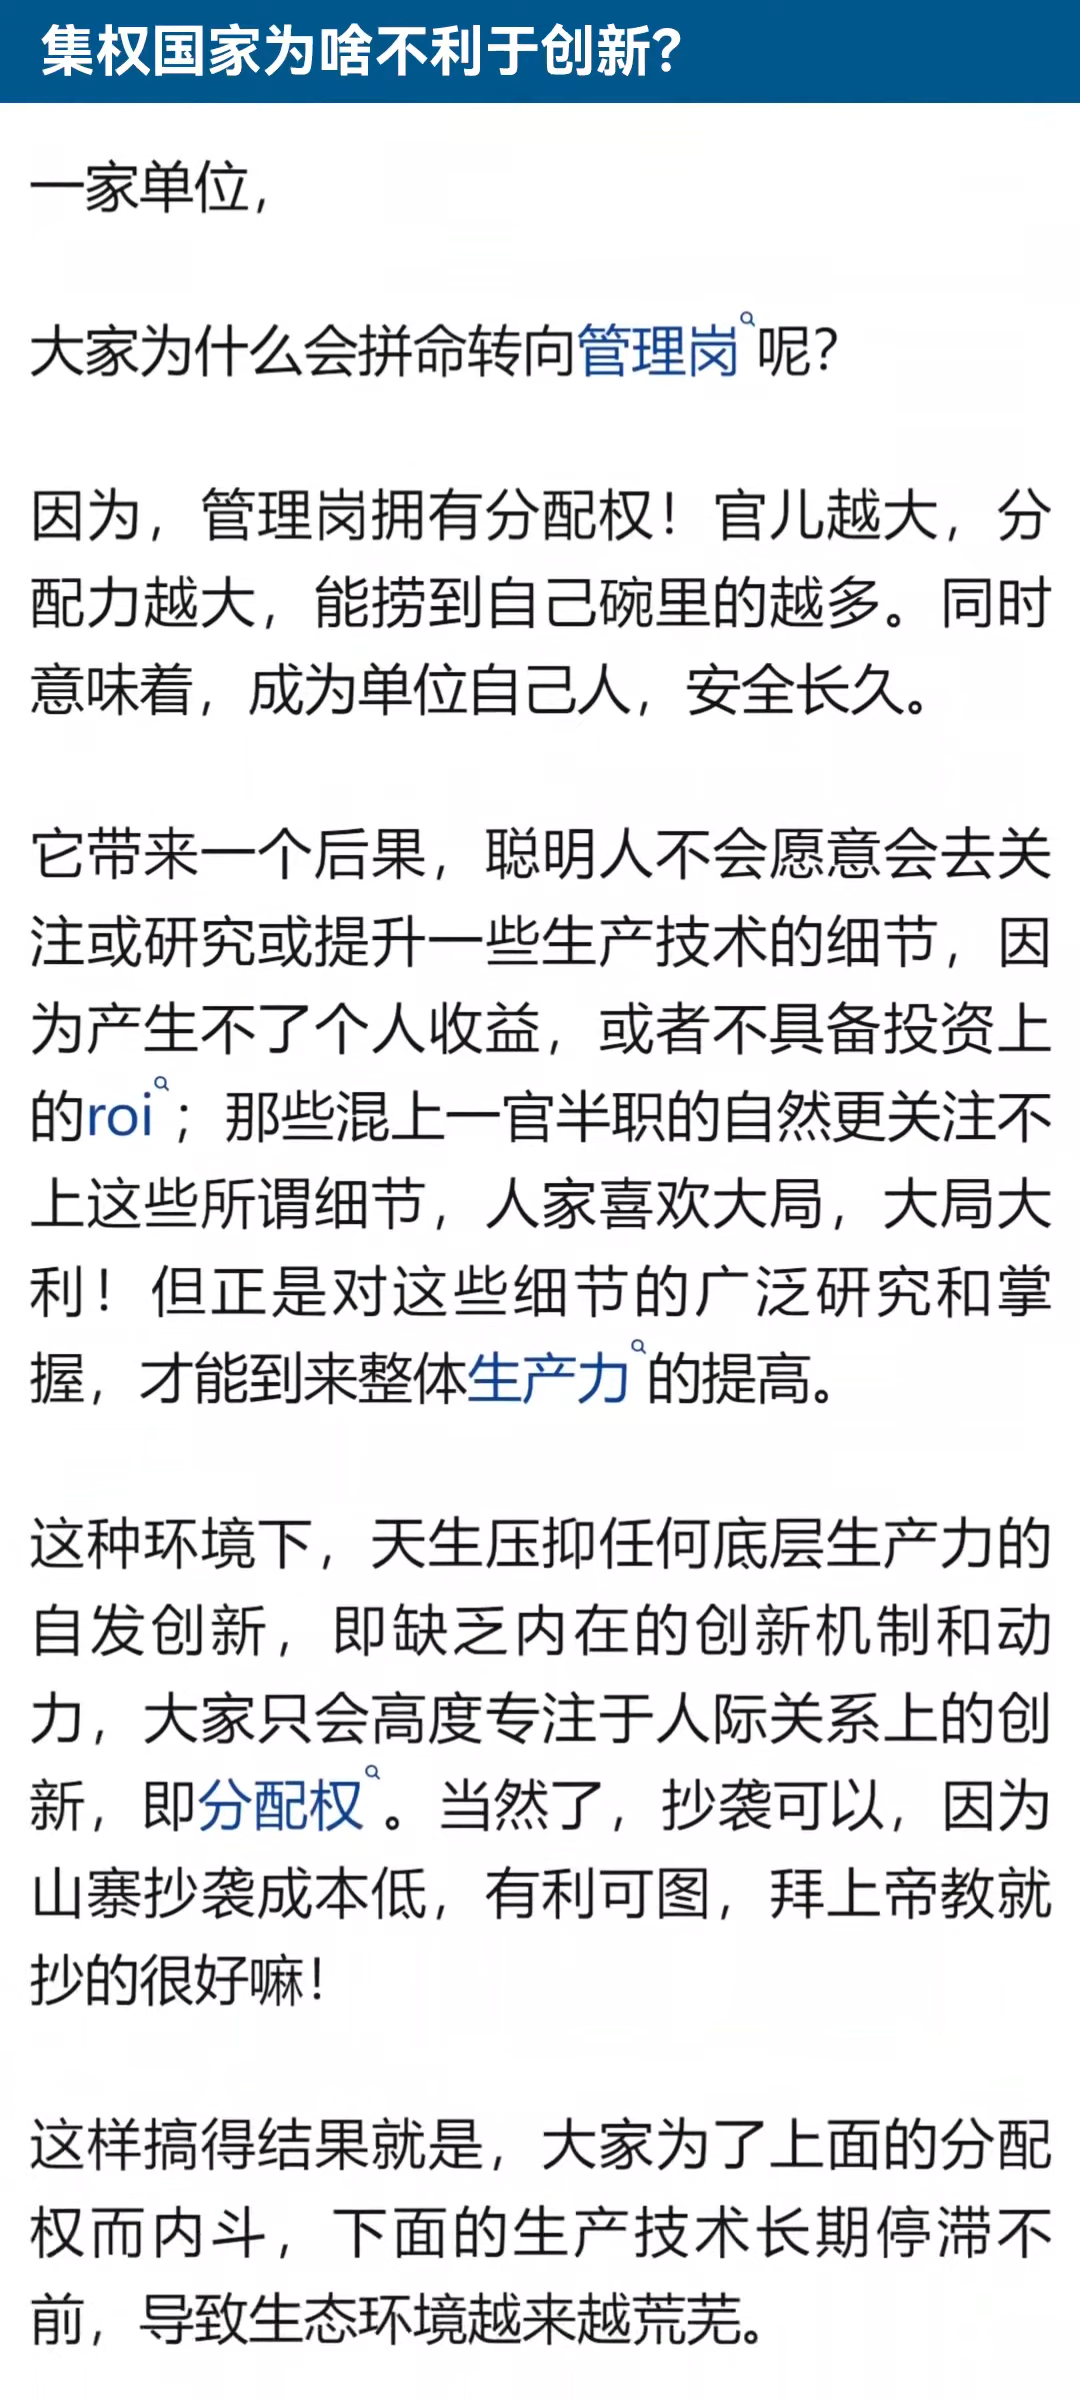 集权国家为啥不利于创新?
一家单位，
大家为什么会拼命转向管理岗呢?
因为，管理岗拥有分配权！官儿越大，分
配力越大，能捞到自己碗里的越多。同时
意味着，成为单位自己人，安全长久。
它带来一个后果，聪明人不会愿意会去关
注或研究或提升一些生产技术的细节，因
为产生不了个人收益，或者不具备投资上
的roi；那些混上一官半职的自然更关注不
上这些所谓细节，人家喜欢大局，大局大
利！但正是对这些细节的广泛研究和掌
握，才能到来整体生产力的提高。
这种环境下，天生压抑任何底层生产力的
自发创新，即缺乏内在的创新机制和动
力，大家只会高度专注于人际关系上的创
新，即分配权。当然了，抄袭可以，因为
山寨抄袭成本低，有利可图，拜上帝教就
抄的很好嘛！
这样搞得结果就是，大家为了上面的分配
权而内斗，下面的生产技术长期停滞不
前，导致生态环境越来越荒芜。